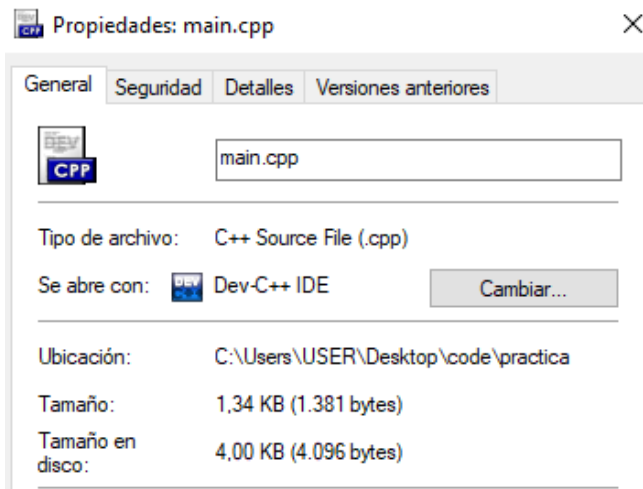 Propiedades: main.cpp
General Seguridad Detalles Versiones anteriores
DEV
CPP
main.cpp
Tipo de archivo: C++ Source File (.cpp)
Se abre con: Dev-C++ IDE Cambiar...
Ubicación: C:\Users\USER\Desktop\code\practica
Tamaño: 1,34 KB (1.381 bytes)
Tamaño en
disco: 4,00 KB (4.096 bytes)